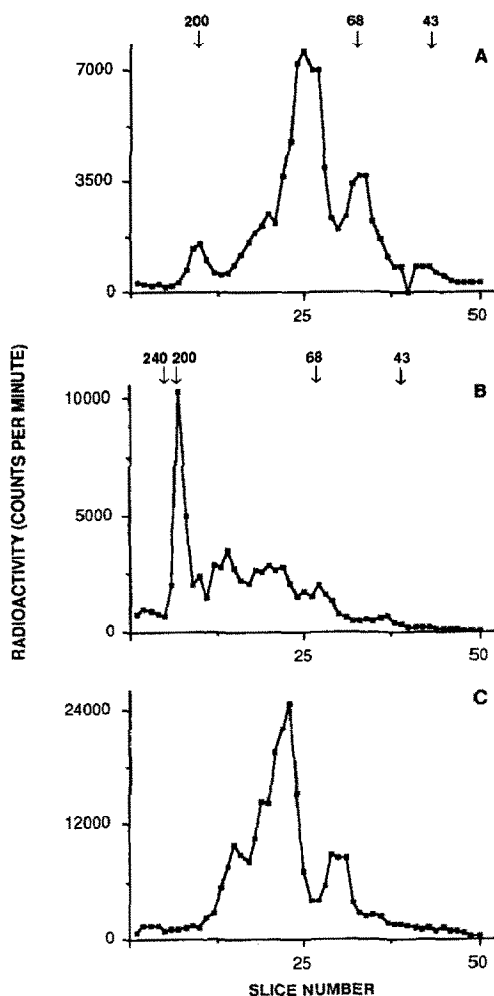 200 68 43
↓ ↓ ↓
A
7000
3500
0
25 50
240 200 68 43
↓ ↓ ↓ ↓
B
10000
5000
0
25 50
RADIOACTIVITY (COUNTS PER MINUTE)
C
24000
12000
0
25 50
SLICE NUMBER